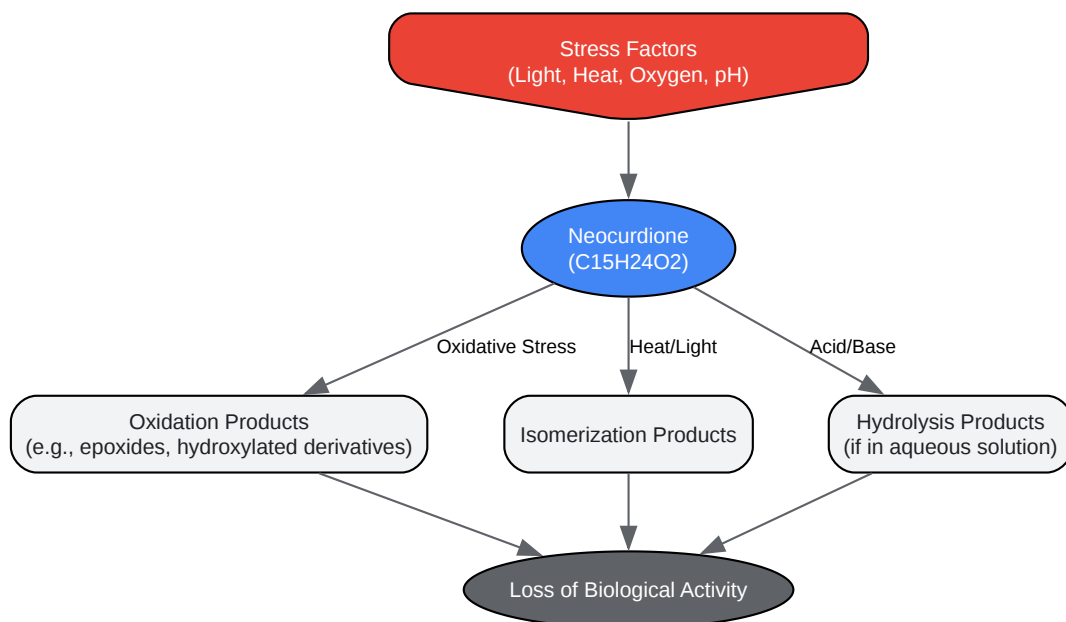 Stress Factors
(Light, Heat, Oxygen, pH)
Neocurdione
(C15H24O2)
Oxidative Stress
Heat/Light
Acid/Base
Oxidation Products
(e.g., epoxides, hydroxylated derivatives)
Isomerization Products
Hydrolysis Products
(if in aqueous solution)
Loss of Biological Activity